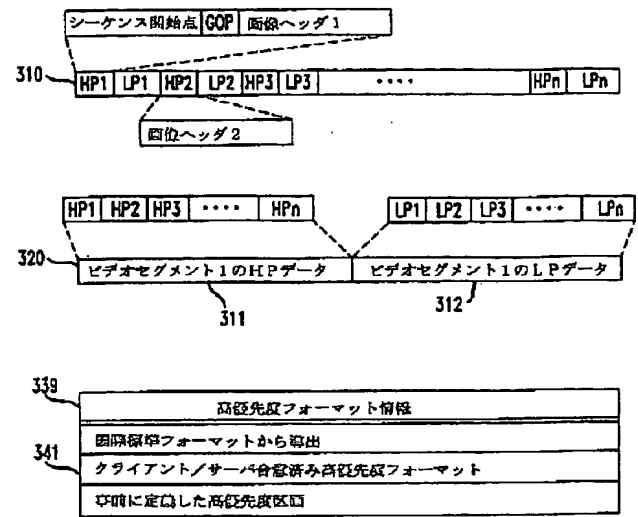 シーケンス開始点 GOP 画像ヘッダ1
310 HP1 LP1 HP2 LP2 HP3 LP3 ・・・・ HPn LPn
画像ヘッダ2
HP1 HP2 HP3 ・・・・ HPn LP1 LP2 LP3 ・・・・ LPn
320 ビデオセグメント1のHPデータ ビデオセグメント1のLPデータ
311 312
339 高優先度フォーマット情報
国際標準フォーマットから導出
341 クライアント/サーバ合意済み高優先度フォーマット
事前に定義した高優先度区画